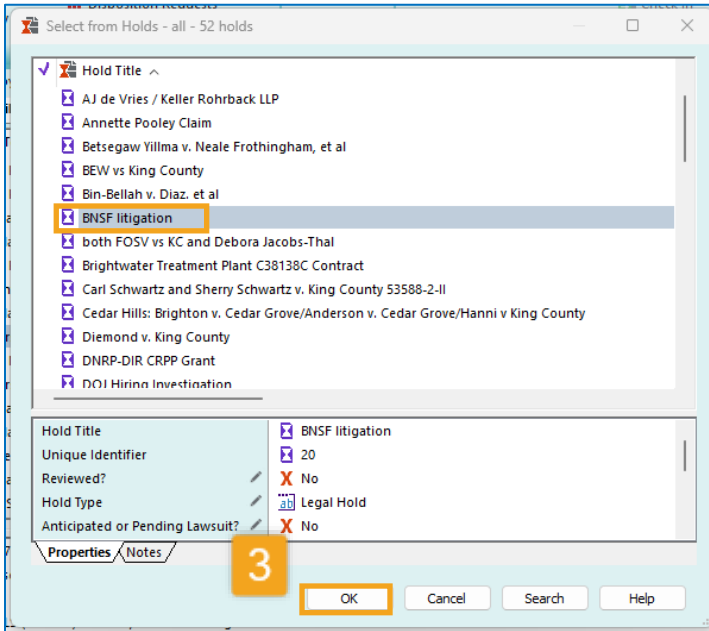 Disposition Requests
Check in
Select from Holds - all - 52 holds
Hold Title
AJ de Vries / Keller Rohrback LLP
Annette Pooley Claim
Betsegaw Yillma v. Neale Frothingham, et al
BEW vs King County
Bin-Bellah v. Diaz. et al
BNSF litigation
both FOSV vs KC and Debora Jacobs-Thal
Brightwater Treatment Plant C38138C Contract
Carl Schwartz and Sherry Schwartz v. King County 53588-2-II
Cedar Hills: Brighton v. Cedar Grove/Anderson v. Cedar Grove/Hanni v King County
Diemond v. King County
DNRP-DIR CRPP Grant
DOJ Hiring Investigation
Hold Title BNSF litigation
Unique Identifier 20
Reviewed? X No
Hold Type ab Legal Hold
Anticipated or Pending Lawsuit? X No
Properties Notes
3
OK Cancel Search Help